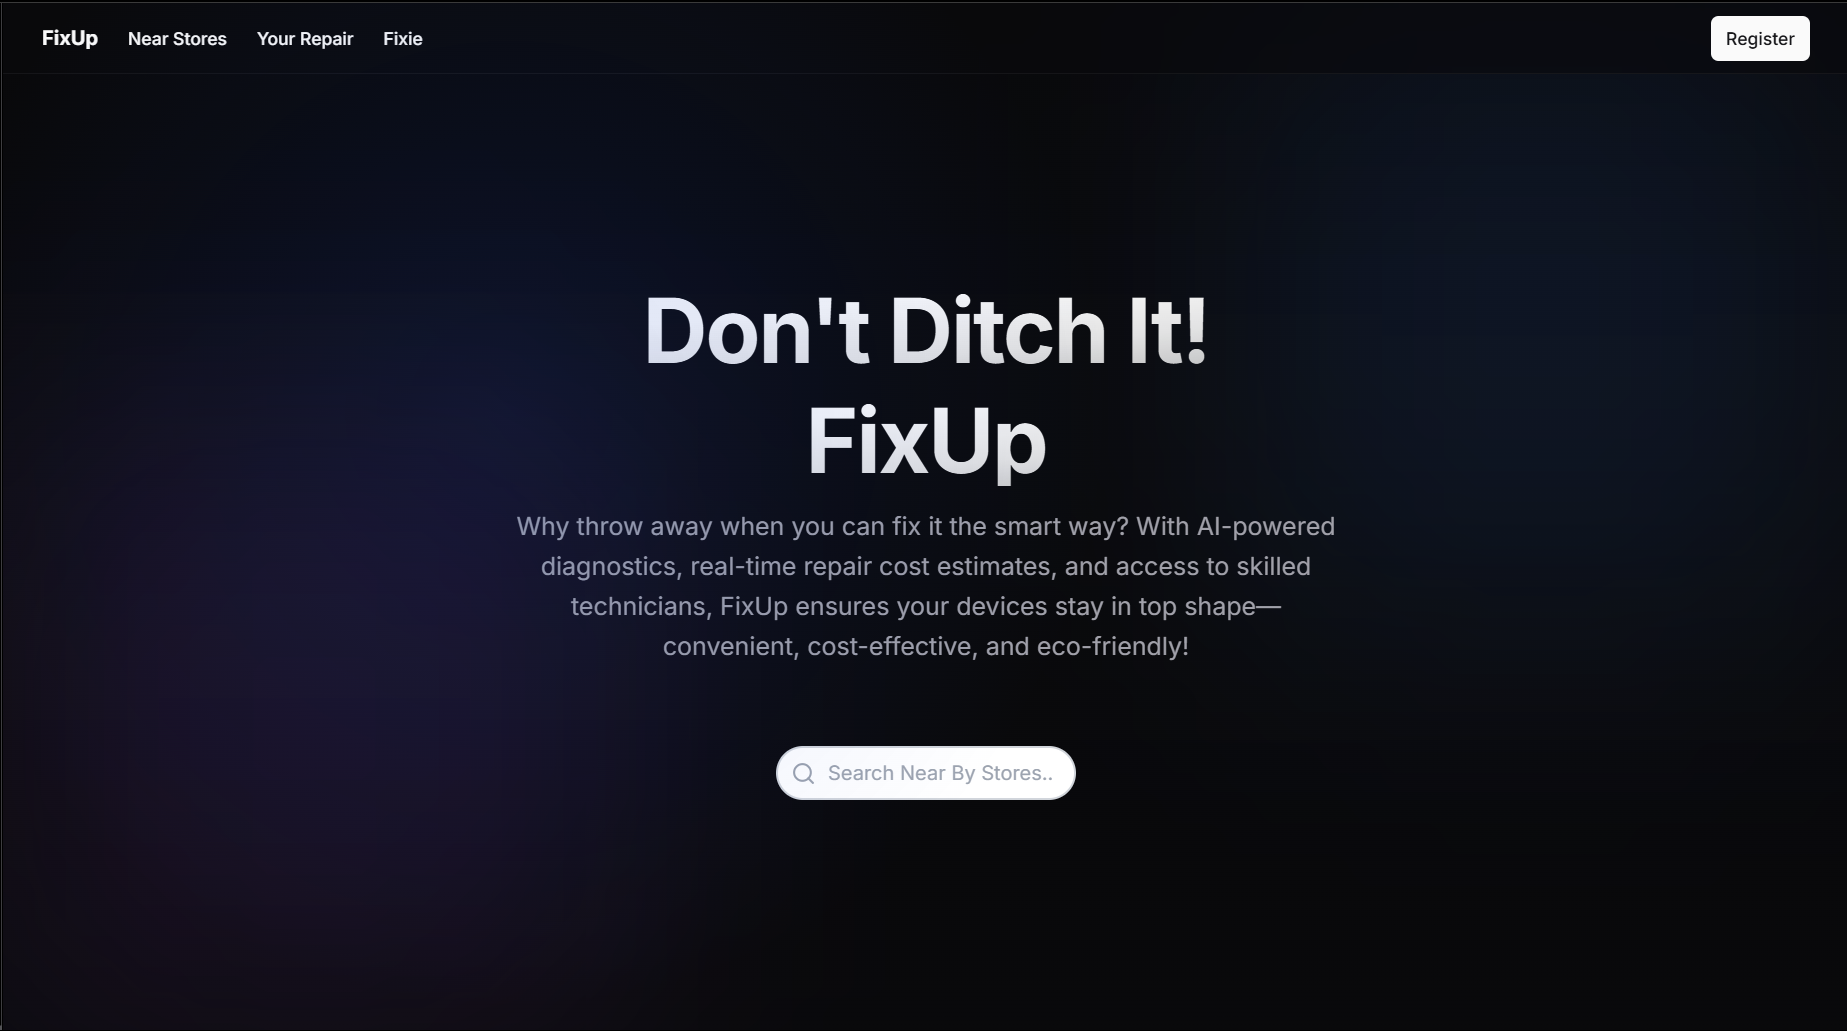 FixUp Near Stores Your Repair Fixie Register
Don't Ditch It!
FixUp
Why throw away when you can fix it the smart way? With AI-powered
diagnostics, real-time repair cost estimates, and access to skilled
technicians, FixUp ensures your devices stay in top shape—
convenient, cost-effective, and eco-friendly!
Search Near By Stores..